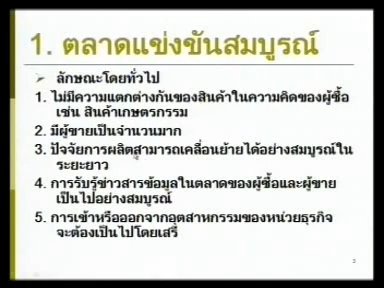 1. ตลาดแข่งขันสมบูรณ์
ลักษณะโดยทั่วไป
1. ไม่มีความแตกต่างกันของสินค้าในความคิดของผู้ซื้อ
เช่น สินค้าเกษตรกรรม
2. มีผู้ขายเป็นจำนวนมาก
3. ปัจจัยการผลิตสามารถเคลื่อนย้ายได้อย่างสมบูรณ์ใน
ระยะยาว
4. การรับรู้ข่าวสารข้อมูลในตลาดของผู้ซื้อและผู้ขาย
เป็นไปอย่างสมบูรณ์
5. การเข้าหรือออกจากอุตสาหกรรมของหน่วยธุรกิจ
จะต้องเป็นไปโดยเสรี